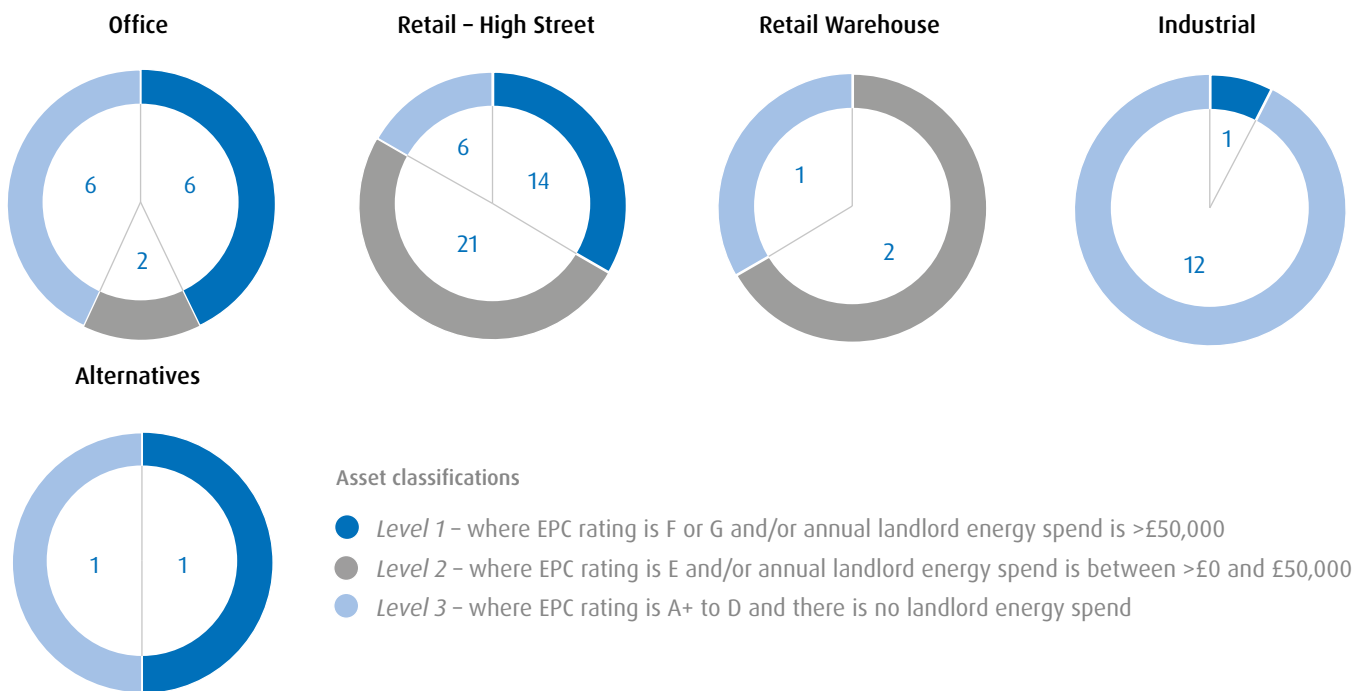 Office
Retail – High Street
Retail Warehouse
Industrial
6
6
2
6
14
21
1
2
1
12
Alternatives
1
1
Asset classifications
Level 1 – where EPC rating is F or G and/or annual landlord energy spend is >£50,000
Level 2 – where EPC rating is E and/or annual landlord energy spend is between >£0 and £50,000
Level 3 – where EPC rating is A+ to D and there is no landlord energy spend